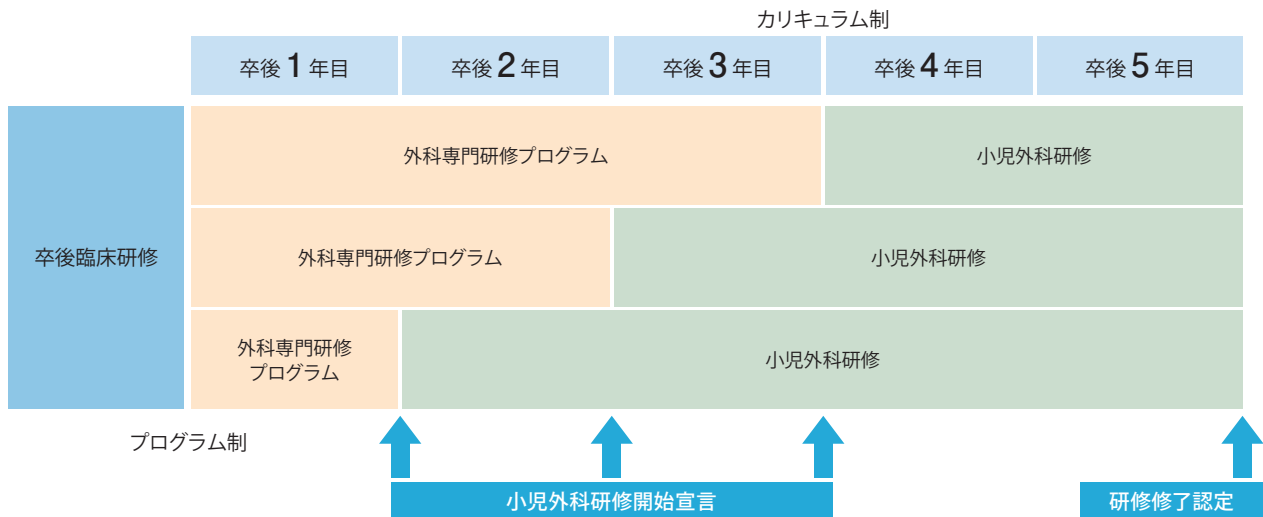 カリキュラム制
卒後1年目
卒後2年目
卒後3年目
卒後4年目
卒後5年目
卒後臨床研修
外科専門研修プログラム
小児外科研修
外科専門研修プログラム
小児外科研修
外科専門研修
プログラム
小児外科研修
プログラム制
小児外科研修開始宣言
研修修了認定